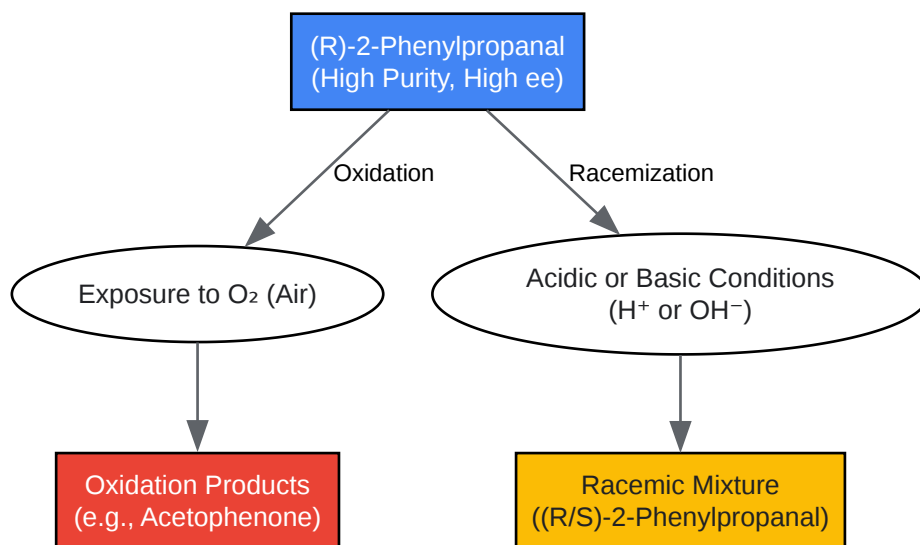 (R)-2-Phenylpropanal
(High Purity, High ee)
Oxidation
Racemization
Exposure to O₂ (Air)
Acidic or Basic Conditions
(H⁺ or OH⁻)
Oxidation Products
(e.g., Acetophenone)
Racemic Mixture
((R/S)-2-Phenylpropanal)